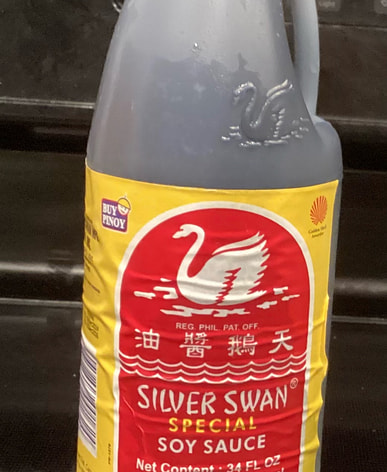 BUY
PINOY
REG. PHIL. PAT. OFF.
油 醬 鵝 天
SILVER SWAN®
SPECIAL
SOY SAUCE
Net Content : 34 FL OZ